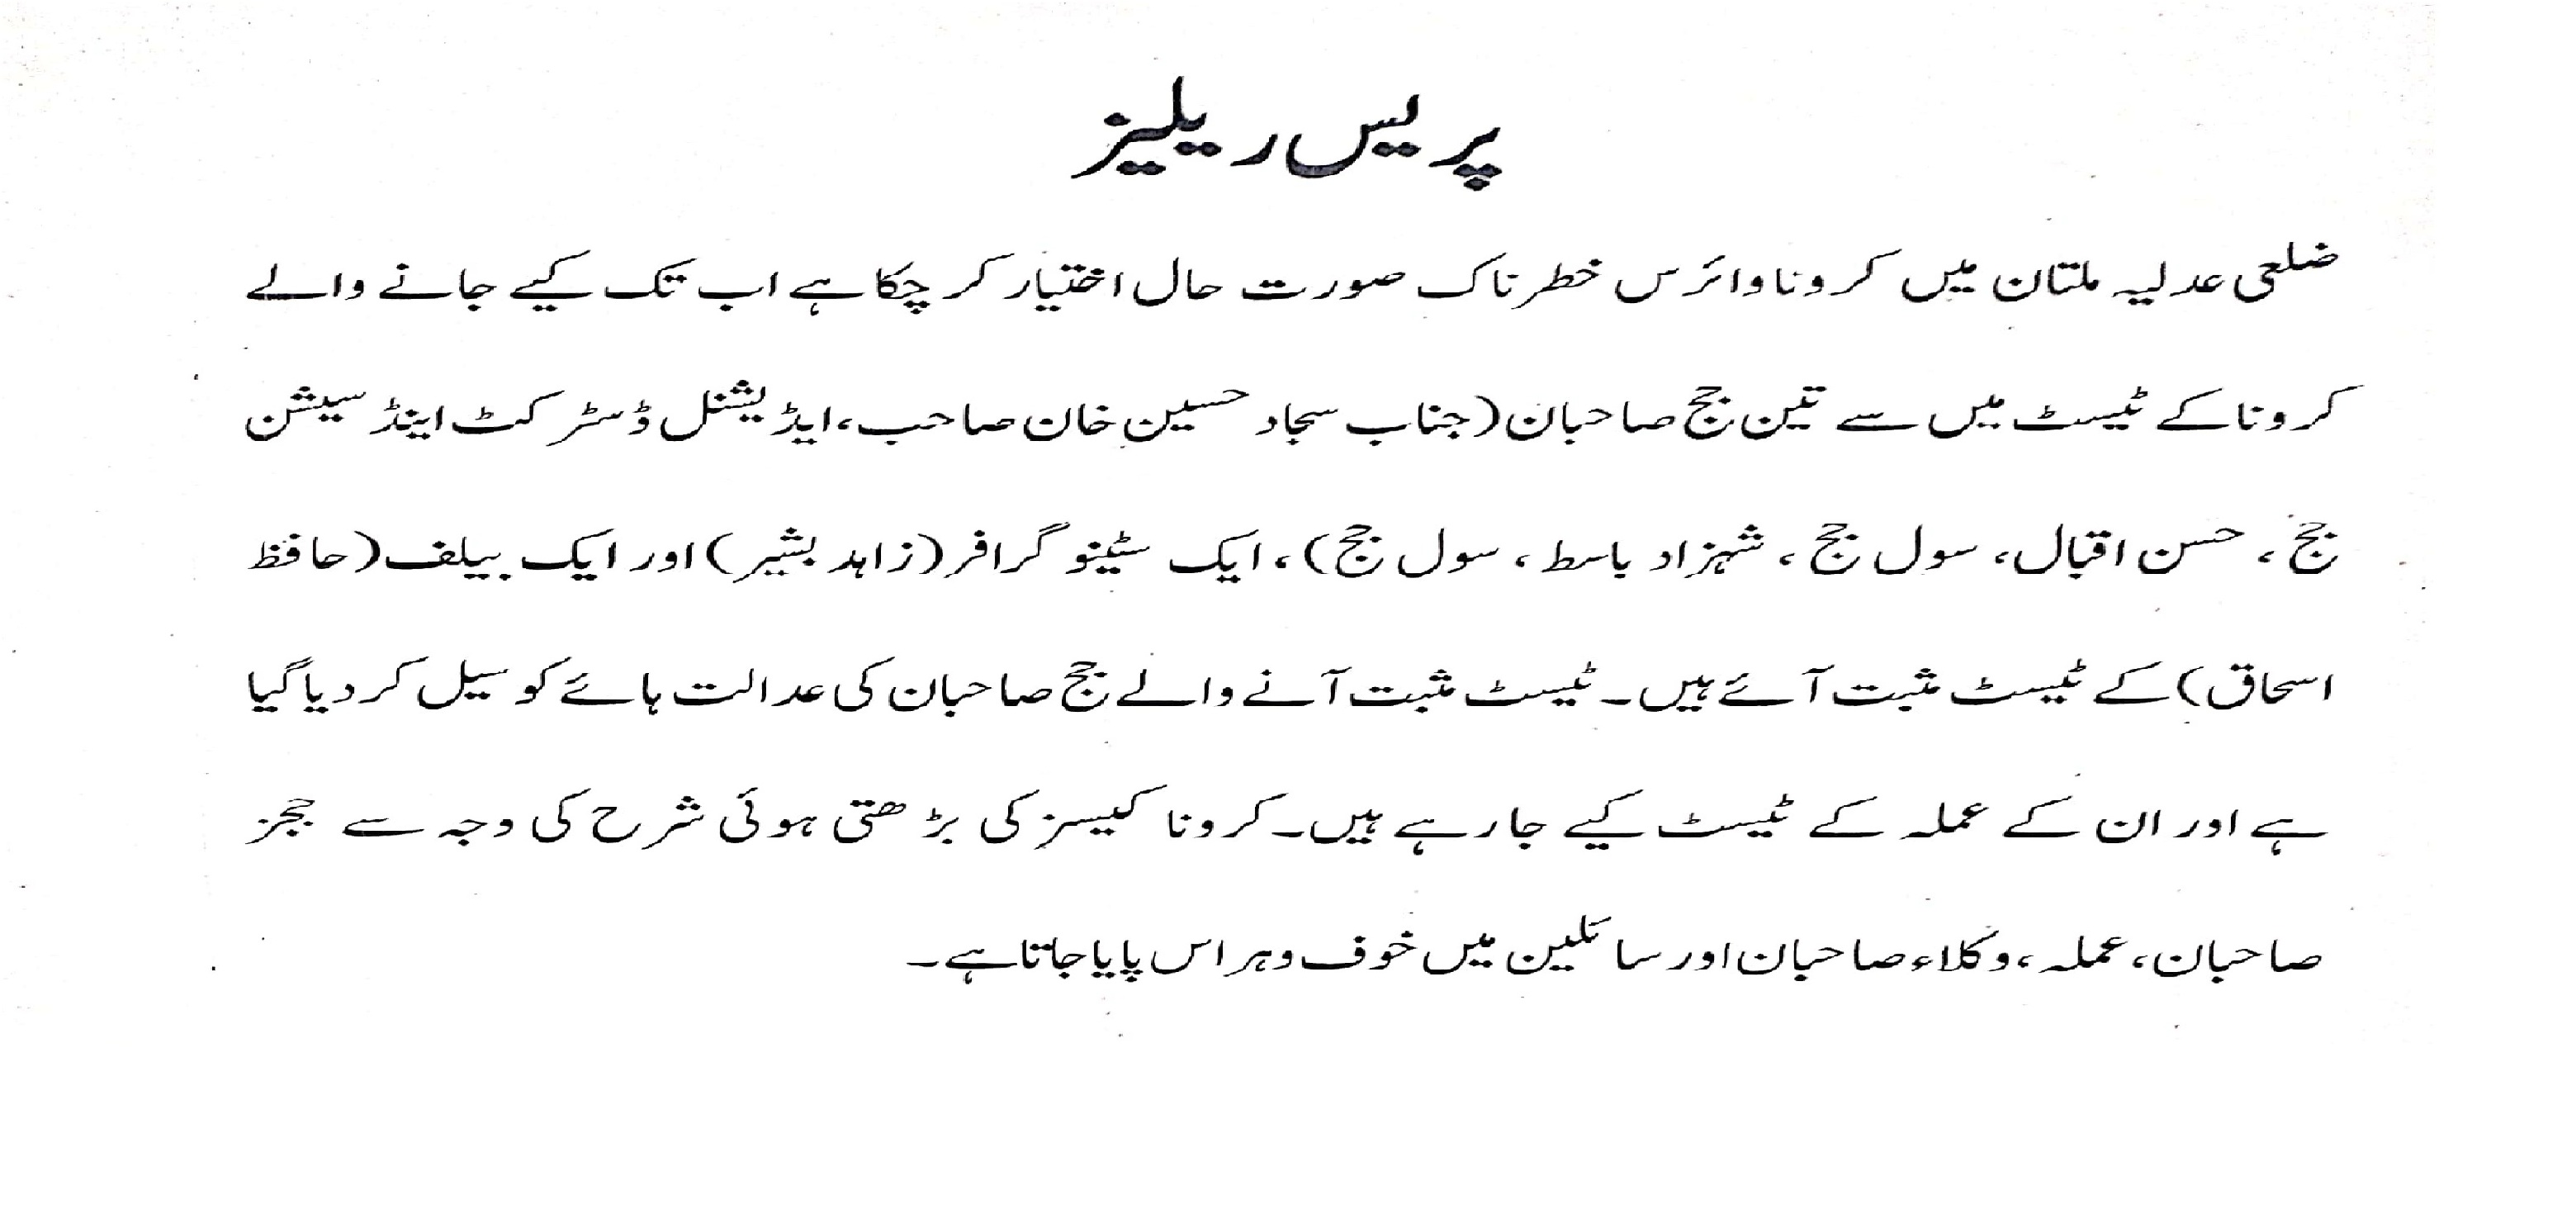 پریس ریلیز
ضلعی عدلیہ ملتان میں کرونا وائرس خطرناک صورت حال اختیار کر چکا ہے اب تک کیے جانے والے
کرونا کے ٹیسٹ میں سے تین جج صاحبان (جناب سجاد حسین خان صاحب، ایڈیشنل ڈسٹرکٹ اینڈ سیشن
جج، حسن اقبال، سول جج، شہزاد باسط، سول جج)، ایک سٹینو گرافر (زاہد بشیر) اور ایک بیلف (حافظ
اسحاق) کے ٹیسٹ مثبت آئے ہیں۔ ٹیسٹ مثبت آنے والے جج صاحبان کی عدالت ہائے کو سیل کر دیا گیا
ہے اور ان کے عملہ کے ٹیسٹ کیے جا رہے ہیں۔ کرونا کیسز کی بڑھتی ہوئی شرح کی وجہ سے ججز
صاحبان، عملہ، وکلاء صاحبان اور سائلین میں خوف و ہراس پایا جاتا ہے۔